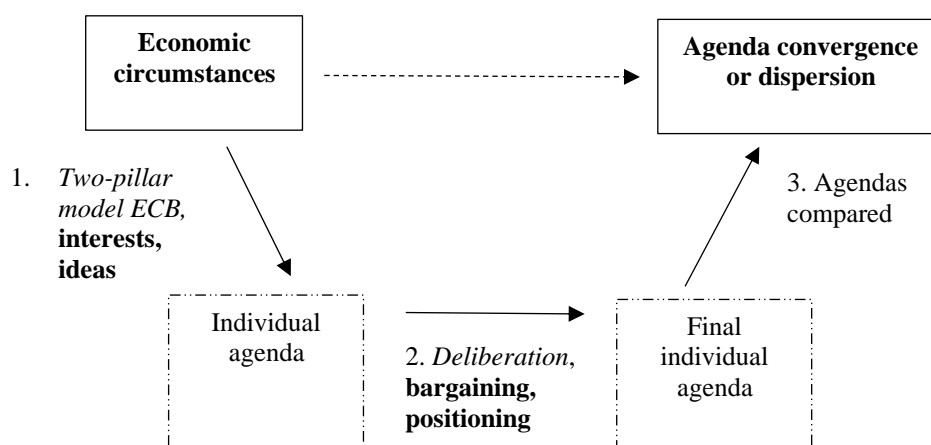 Economic
circumstances
Agenda convergence
or dispersion
1. Two-pillar
model ECB,
interests,
ideas
3. Agendas
compared
Individual
agenda
2. Deliberation,
bargaining,
positioning
Final
individual
agenda